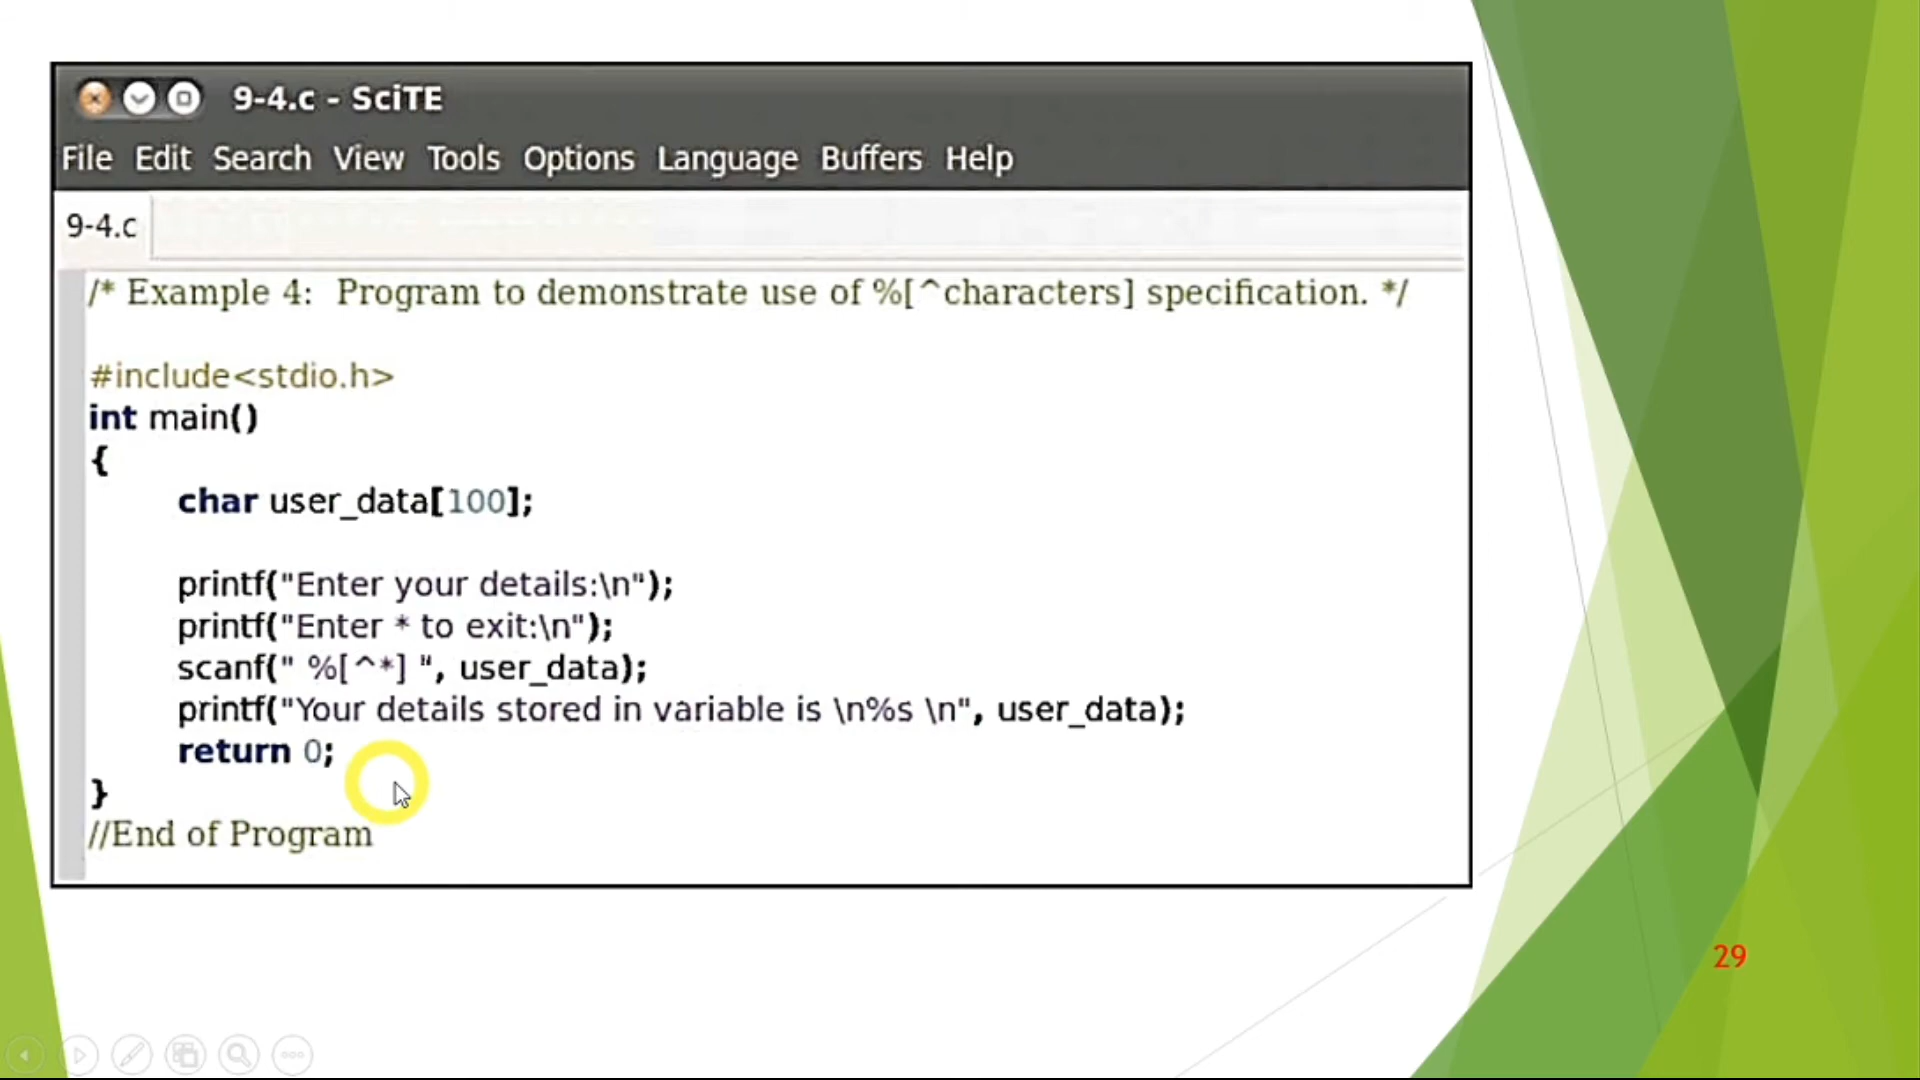 9-4.c - SciTE
File Edit Search View Tools Options Language Buffers Help
9-4.c
/* Example 4:  Program to demonstrate use of %[^characters] specification. */
#include<stdio.h>
int main()
{
char user_data[100];
printf("Enter your details:\n");
printf("Enter * to exit:\n");
scanf(" %[^*] ", user_data);
printf("Your details stored in variable is \n%s \n", user_data);
return 0;
}
//End of Program
29